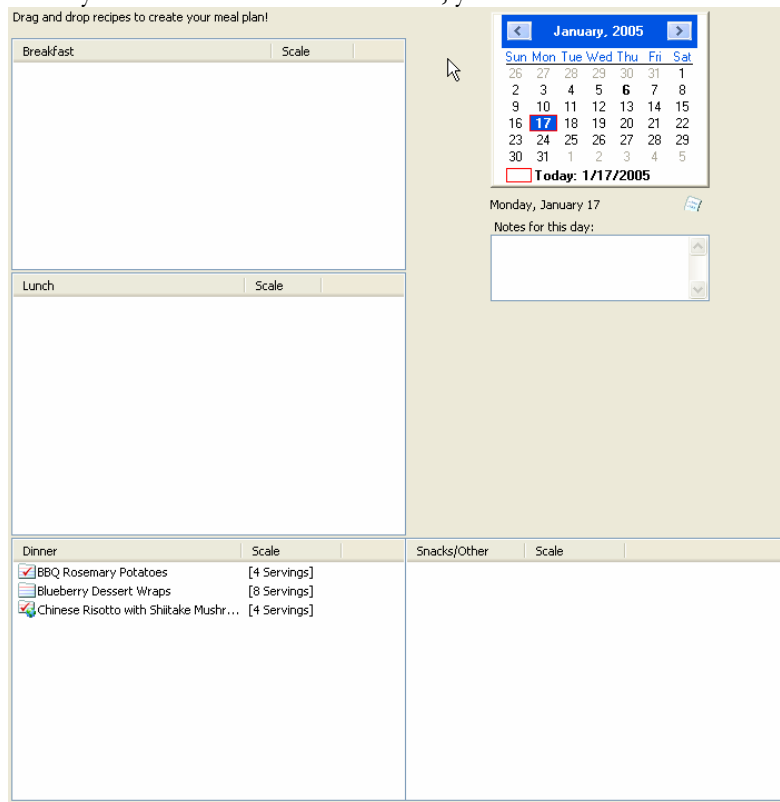 Drag and drop recipes to create your meal plan!
Breakfast Scale
January, 2005
Sun Mon Tue Wed Thu Fri Sat
26 27 28 29 30 31 1
2 3 4 5 6 7 8
9 10 11 12 13 14 15
16 17 18 19 20 21 22
23 24 25 26 27 28 29
30 31 1 2 3 4 5
Today: 1/17/2005
Monday, January 17
Notes for this day:
Lunch Scale
Dinner Scale
BBQ Rosemary Potatoes [4 Servings]
Blueberry Dessert Wraps [8 Servings]
Chinese Risotto with Shiitake Mushr... [4 Servings]
Snacks/Other Scale